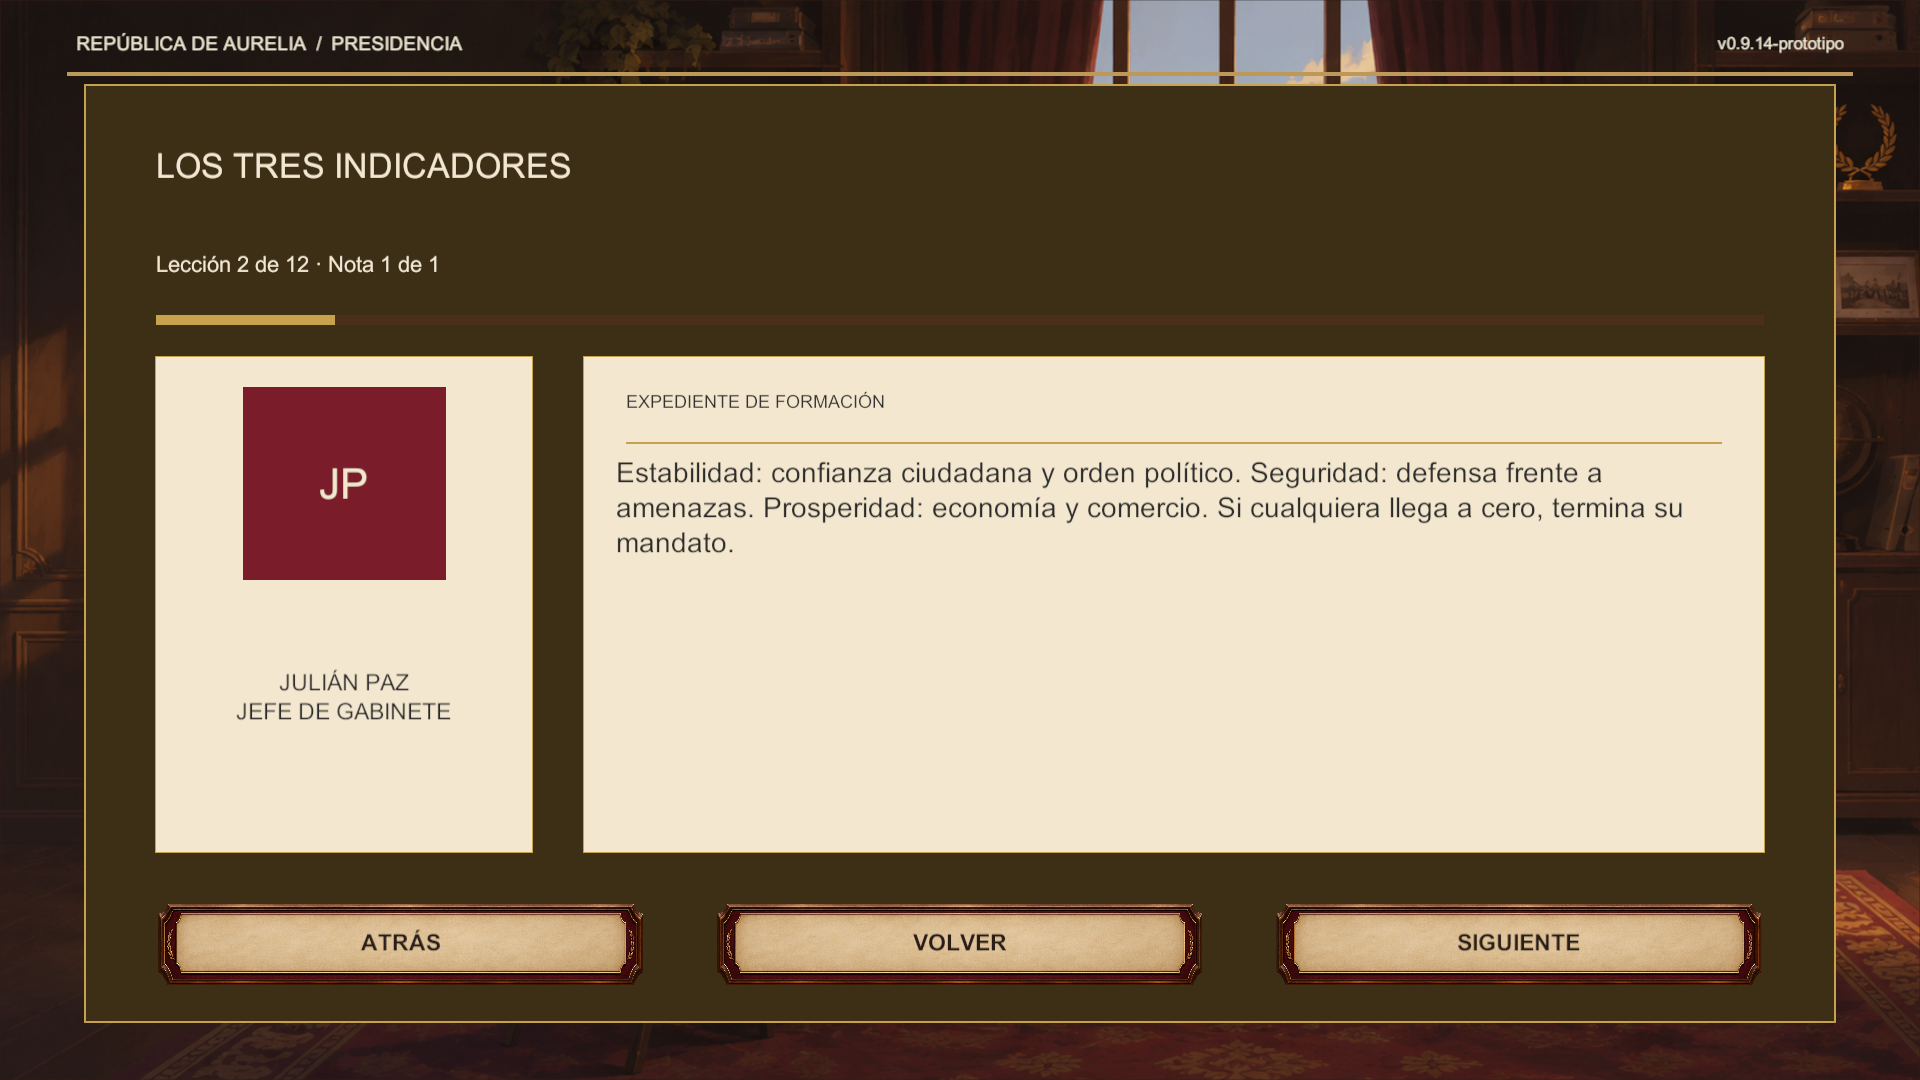 REPÚBLICA DE AURELIA / PRESIDENCIA
v0.9.14-prototipo
LOS TRES INDICADORES
Lección 2 de 12 · Nota 1 de 1
JP
JULIÁN PAZ
JEFE DE GABINETE
EXPEDIENTE DE FORMACIÓN
Estabilidad: confianza ciudadana y orden político. Seguridad: defensa frente a
amenazas. Prosperidad: economía y comercio. Si cualquiera llega a cero, termina su
mandato.
ATRÁS
VOLVER
SIGUIENTE